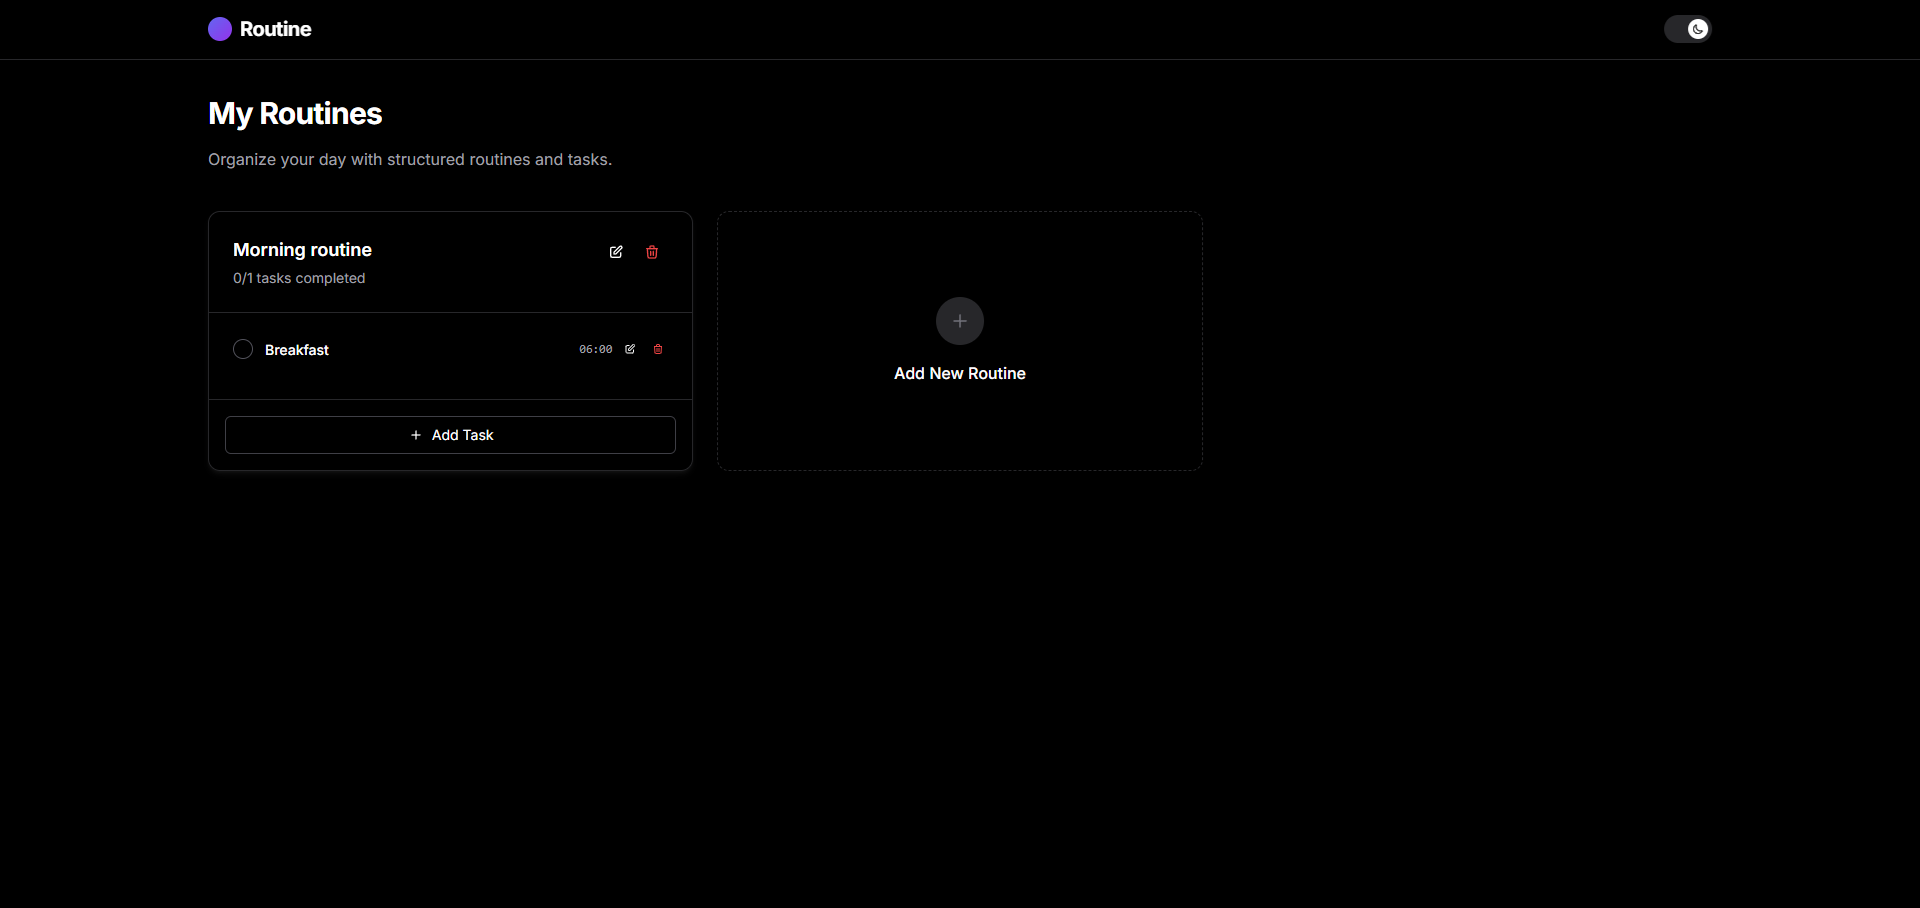 Routine
My Routines
Organize your day with structured routines and tasks.
Morning routine
0/1 tasks completed
Breakfast
06:00
Add Task
Add New Routine